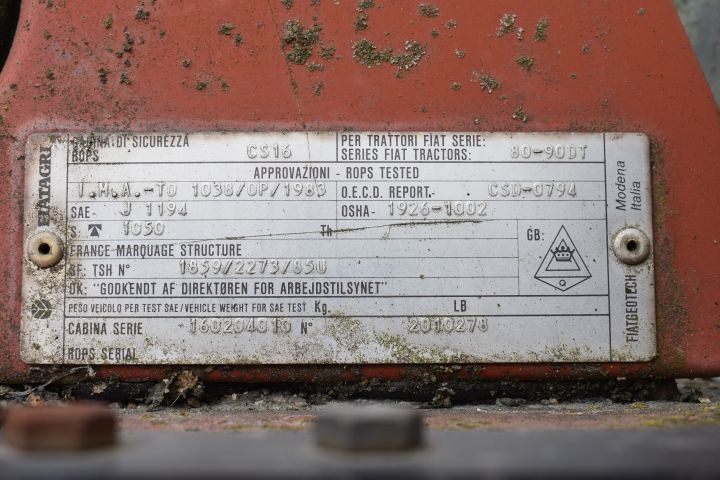 FIATAGRI
CABINA DI SICUREZZA
ROPS
CS16
PER TRATTORI FIAT SERIE:
SERIES FIAT TRACTORS:
80-90DT
APPROVAZIONI - ROPS TESTED
I.M.A.-TO 1038/OP/1983
O.E.C.D. REPORT.- CSD-0794
SAE- J 1194
OSHA- 1926-1002
S: 1050
Th
FRANCE MARQUAGE STRUCTURE
SF: TSH N° 1859/2273/850
GB:
Q
DK: "GODKENDT AF DIREKTØREN FOR ARBEJDSTILSYNET"
PESO VEICOLO PER TEST SAE/VEHICLE WEIGHT FOR SAE TEST Kg.
LB
CABINA SERIE 160204010 N° 2010278
ROPS SERIAL
Modena
Italia
FIATGEOTECH